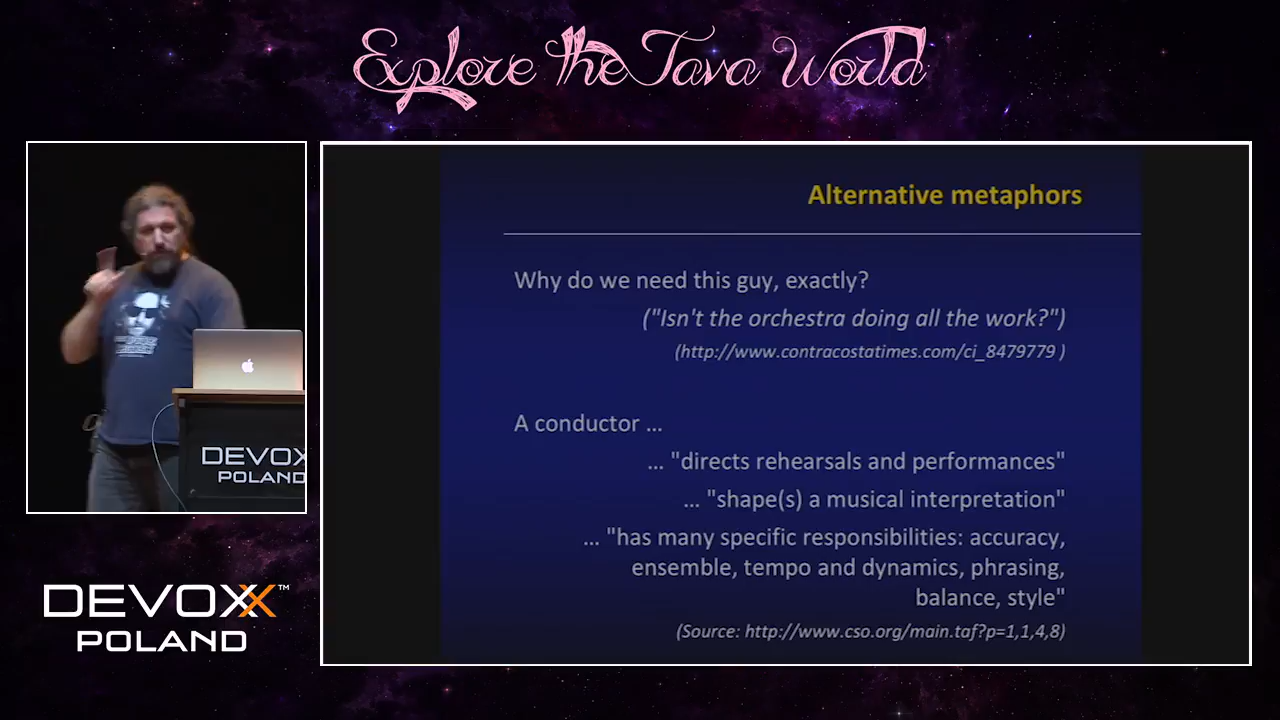 Explore the Java World
Alternative metaphors
Why do we need this guy, exactly?
("Isn't the orchestra doing all the work?")
(http://www.contracostatimes.com/ci_8479779 )
A conductor ...
... "directs rehearsals and performances"
... "shape(s) a musical interpretation"
... "has many specific responsibilities: accuracy,
ensemble, tempo and dynamics, phrasing,
balance, style"
(Source: http://www.cso.org/main.taf?p=1,1,4,8)
DEVOX
POLAND
DEVOXX™
POLAND